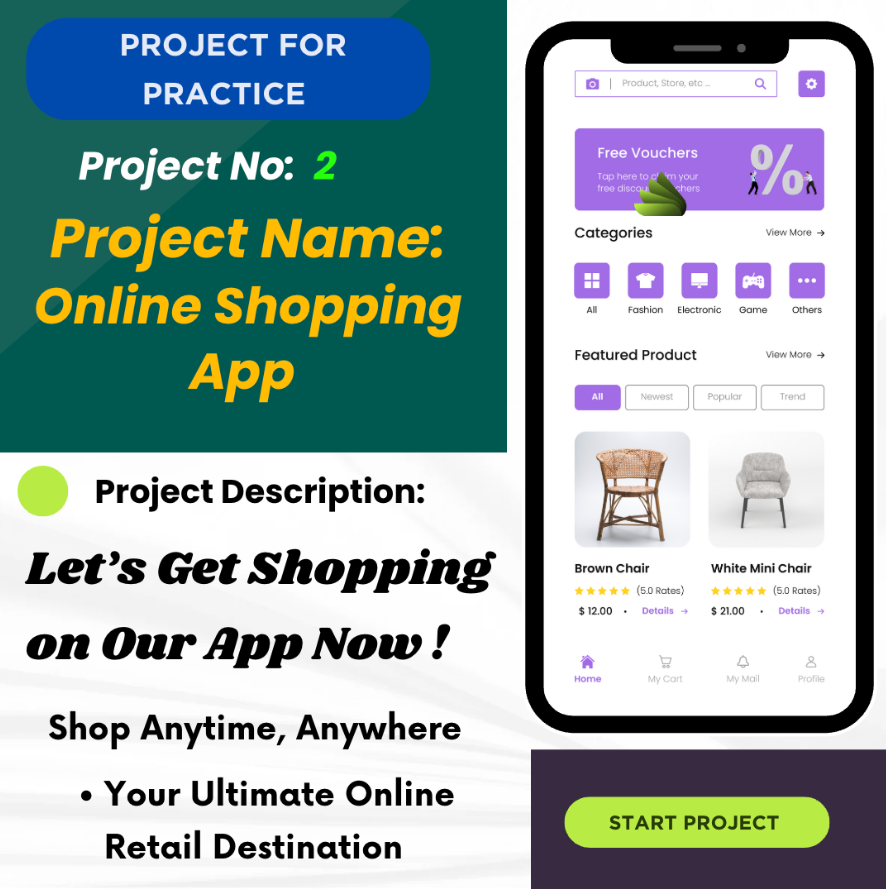 PROJECT FOR
PRACTICE
Project No: 2
Project Name:
Online Shopping
App
Project Description:
Let's Get Shopping
on Our App Now !
Shop Anytime, Anywhere
• Your Ultimate Online
Retail Destination
Product, Store, etc ...
Free Vouchers
%
Tap here to claim your
free discount vouchers
Categories
View More →
All
Fashion
Electronic
Game
Others
Featured Product
View More →
All
Newest
Popular
Trend
Brown Chair
White Mini Chair
(5.0 Rates)
(5.0 Rates)
$ 12.00 • Details →
$ 21.00 • Details →
Home
My Cart
My Mail
Profile
START PROJECT